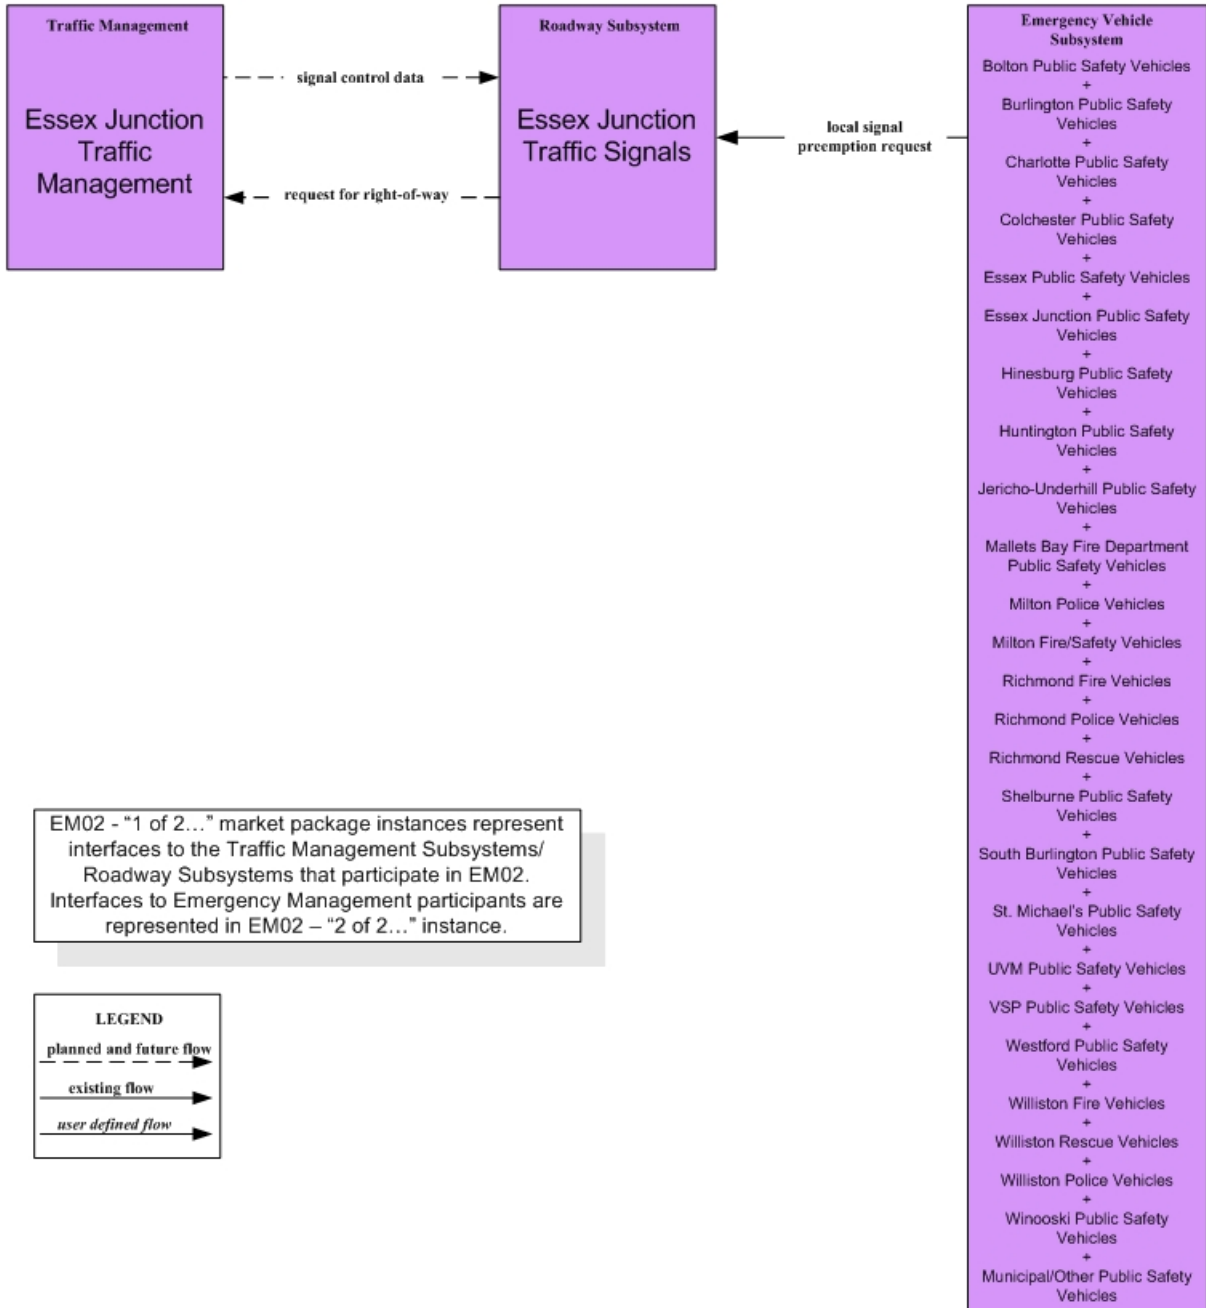 Traffic Management
Essex Junction
Traffic
Management
signal control data
request for right-of-way
Roadway Subsystem
Essex Junction
Traffic Signals
local signal
preemption request
Emergency Vehicle
Subsystem
Bolton Public Safety Vehicles
+
Burlington Public Safety
Vehicles
+
Charlotte Public Safety
Vehicles
+
Colchester Public Safety
Vehicles
+
Essex Public Safety Vehicles
+
Essex Junction Public Safety
Vehicles
+
Hinesburg Public Safety
Vehicles
+
Huntington Public Safety
Vehicles
+
Jericho-Underhill Public Safety
Vehicles
+
Mallets Bay Fire Department
Public Safety Vehicles
+
Milton Police Vehicles
+
Milton Fire/Safety Vehicles
+
Richmond Fire Vehicles
+
Richmond Police Vehicles
+
Richmond Rescue Vehicles
+
Shelburne Public Safety
Vehicles
+
South Burlington Public Safety
Vehicles
+
St. Michael's Public Safety
Vehicles
+
UVM Public Safety Vehicles
+
VSP Public Safety Vehicles
+
Westford Public Safety
Vehicles
+
Williston Fire Vehicles
+
Williston Rescue Vehicles
+
Williston Police Vehicles
+
Winooski Public Safety
Vehicles
+
Municipal/Other Public Safety
Vehicles
EM02 - “1 of 2…” market package instances represent
interfaces to the Traffic Management Subsystems/
Roadway Subsystems that participate in EM02.
Interfaces to Emergency Management participants are
represented in EM02 – “2 of 2…” instance.
LEGEND
planned and future flow
existing flow
user defined flow